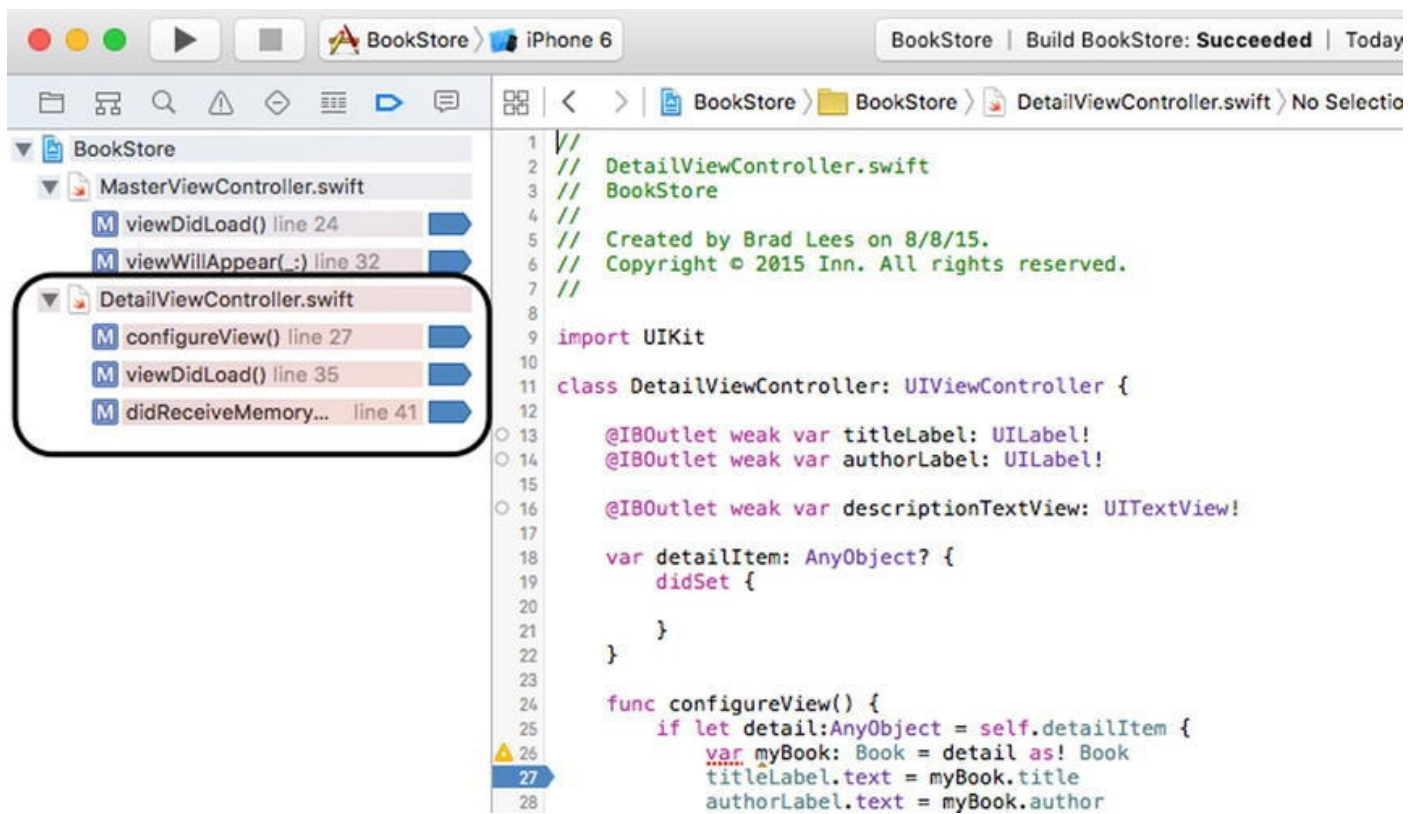 BookStore iPhone 6 BookStore | Build BookStore: Succeeded | Today
BookStore BookStore DetailViewController.swift No Selectio
BookStore
MasterViewController.swift
M viewDidLoad() line 24
M viewWillAppear(_:) line 32
DetailViewController.swift
M configureView() line 27
M viewDidLoad() line 35
M didReceiveMemory... line 41
1 //
2 // DetailViewController.swift
3 // BookStore
4 //
5 // Created by Brad Lees on 8/8/15.
6 // Copyright © 2015 Inn. All rights reserved.
7 //
8
9 import UIKit
10
11 class DetailViewController: UIViewController {
12
13 @IBOutlet weak var titleLabel: UILabel!
14 @IBOutlet weak var authorLabel: UILabel!
15
16 @IBOutlet weak var descriptionTextView: UITextView!
17
18 var detailItem: AnyObject? {
19 didSet {
20
21 }
22 }
23
24 func configureView() {
25 if let detail:AnyObject = self.detailItem {
26 var myBook: Book = detail as! Book
27 titleLabel.text = myBook.title
28 authorLabel.text = myBook.author